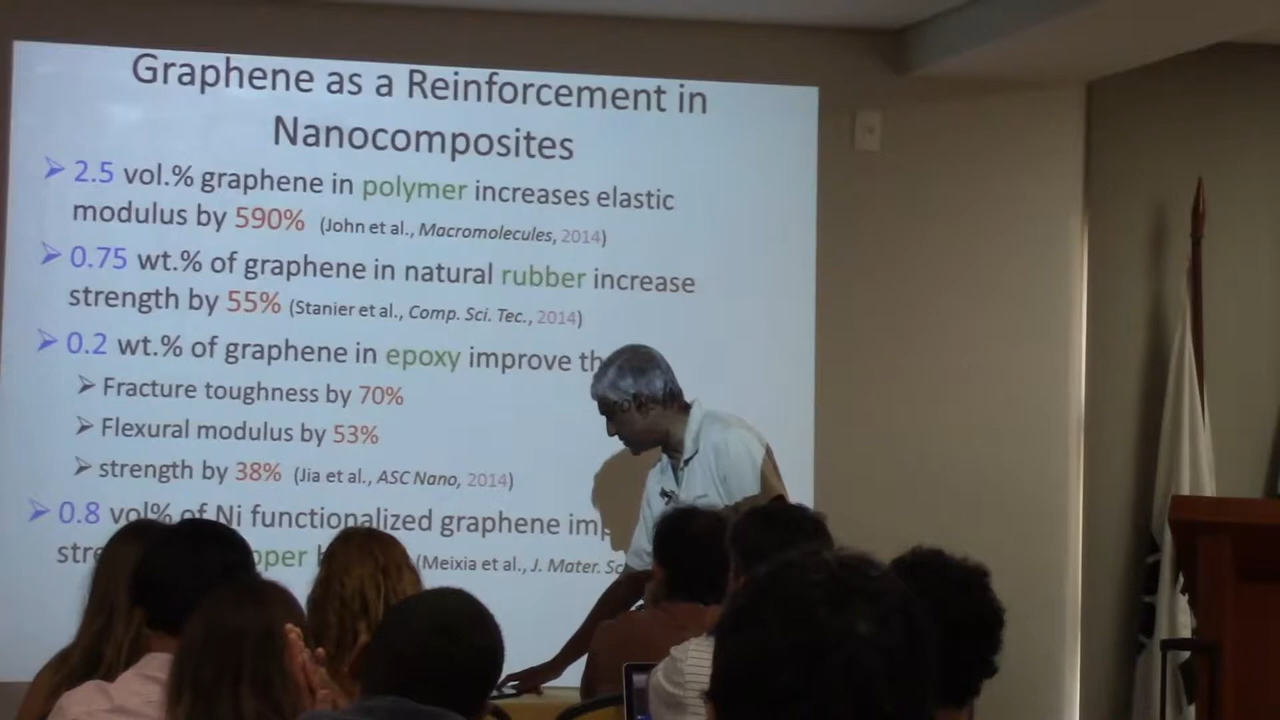 Graphene as a Reinforcement in
Nanocomposites
➢ 2.5 vol.% graphene in polymer increases elastic
modulus by 590% (John et al., Macromolecules, 2014)
➢ 0.75 wt.% of graphene in natural rubber increase
strength by 55% (Stanier et al., Comp. Sci. Tec., 2014)
➢ 0.2 wt.% of graphene in epoxy improve
➢ Fracture toughness by 70%
➢ Flexural modulus by 53%
➢ strength by 38% (Jia et al., ASC Nano, 2014)
➢ 0.8 vol% of Ni functionalized graphene
(Meixia et al., J. Mater.